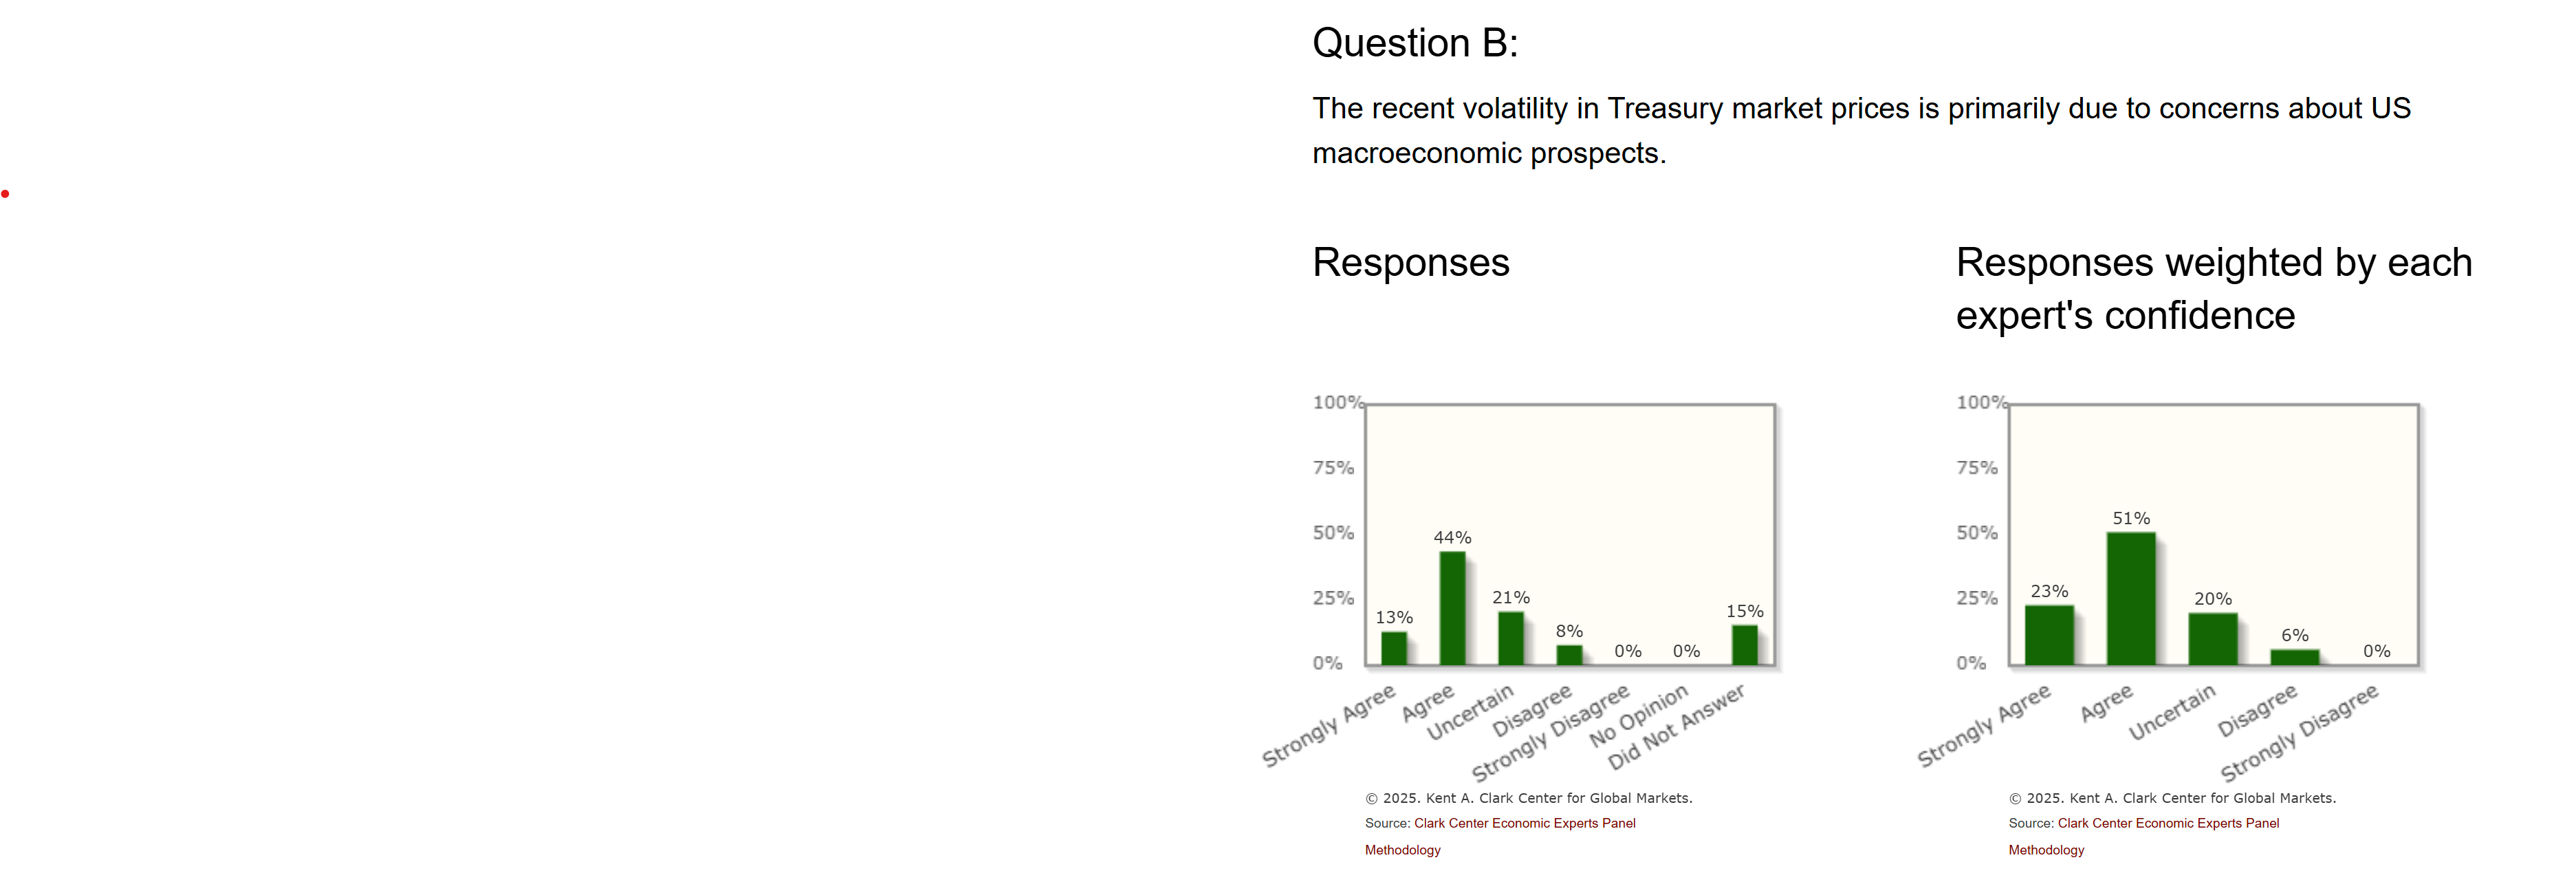 Question B:
The recent volatility in Treasury market prices is primarily due to concerns about US
macroeconomic prospects.
Responses
100%
75%
50%
25%
0%
13%
44%
21%
8%
0%
0%
15%
Strongly Agree
Agree
Uncertain
Disagree
Strongly Disagree
No Opinion
Did Not Answer
© 2025. Kent A. Clark Center for Global Markets.
Source: Clark Center Economic Experts Panel
Methodology
Responses weighted by each
expert's confidence
100%
75%
50%
25%
0%
23%
51%
20%
6%
0%
Strongly Agree
Agree
Uncertain
Disagree
Strongly Disagree
© 2025. Kent A. Clark Center for Global Markets.
Source: Clark Center Economic Experts Panel
Methodology